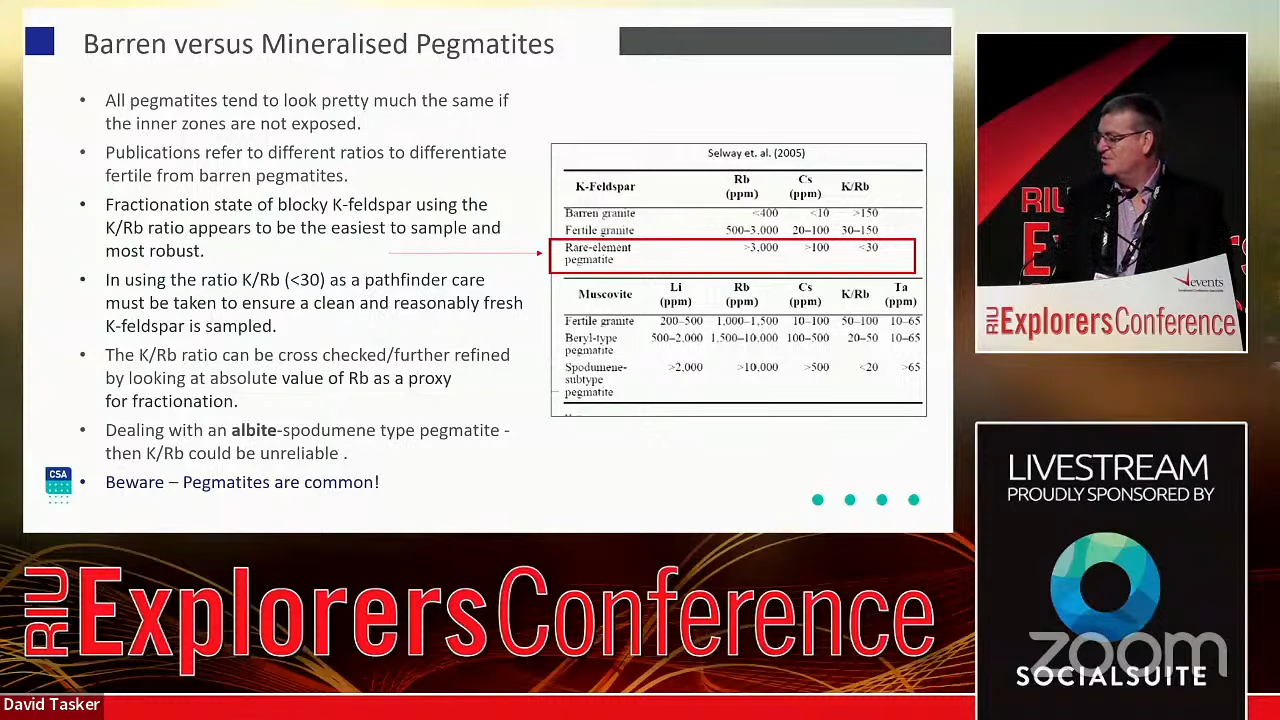 Barren versus Mineralised Pegmatites
• All pegmatites tend to look pretty much the same if
the inner zones are not exposed.
• Publications refer to different ratios to differentiate
fertile from barren pegmatites.
• Fractionation state of blocky K-feldspar using the
K/Rb ratio appears to be the easiest to sample and
most robust.
• In using the ratio K/Rb (<30) as a pathfinder care
must be taken to ensure a clean and reasonably fresh
K-feldspar is sampled.
• The K/Rb ratio can be cross checked/further refined
by looking at absolute value of Rb as a proxy
for fractionation.
• Dealing with an albite-spodumene type pegmatite -
then K/Rb could be unreliable .
• Beware – Pegmatites are common!
CSA
Selway et. al. (2005)
K-Feldspar Rb (ppm) Cs (ppm) K/Rb
Barren granite <400 <10 >150
Fertile granite 500–3,000 20–100 30–150
Rare-element >3,000 >100 <30
pegmatite
Muscovite Li (ppm) Rb (ppm) Cs (ppm) K/Rb Ta (ppm)
Fertile granite 200–500 1,000–1,500 10–100 50–100 10–65
Beryl-type 500–2,000 1,500–10,000 100–500 20–50 10–65
pegmatite
Spodumene- >2,000 >10,000 >500 <20 >65
subtype
pegmatite
RIU
Vevents
RIU ExplorersConference
LIVESTREAM
PROUDLY SPONSORED BY
zoom
SOCIALSUITE
RIU ExplorersConference
David Tasker